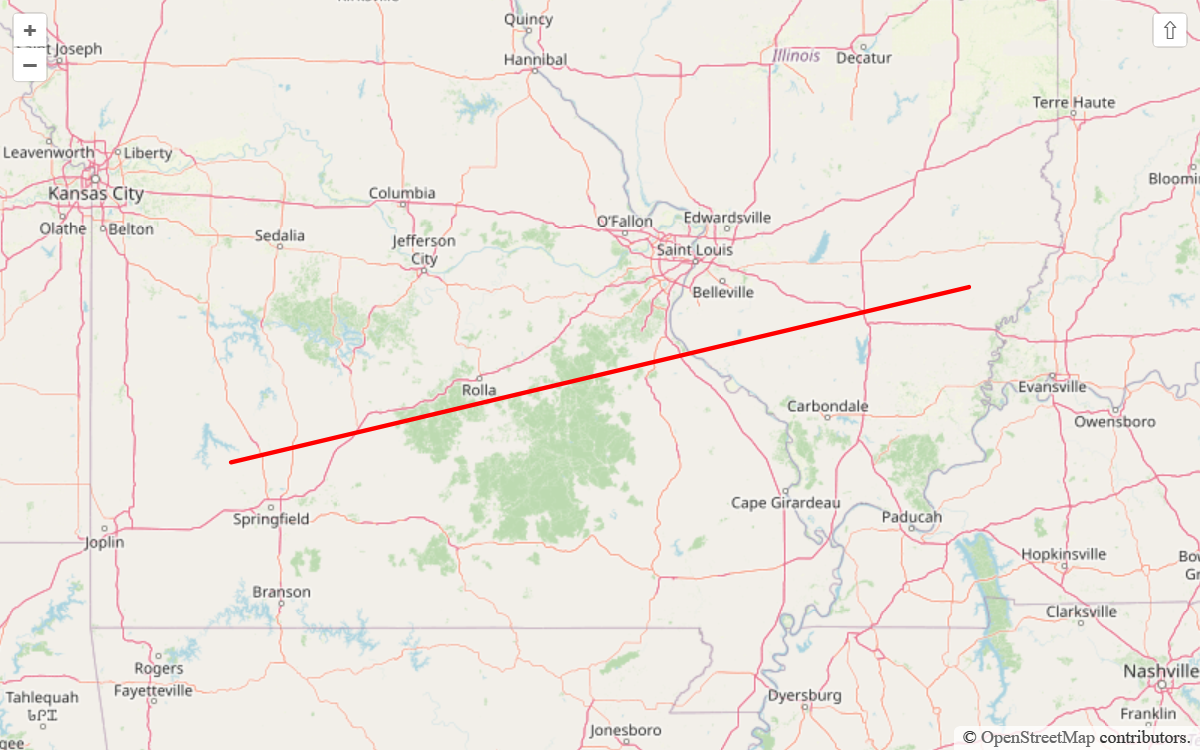 Quincy
Saint Joseph
Hannibal
Illinois
Decatur
Terre Haute
Leavenworth
Liberty
Kansas City
Columbia
Bloomin
O'Fallon
Edwardsville
Olathe
Belton
Sedalia
Jefferson
City
Saint Louis
Belleville
Rolla
Carbondale
Evansville
Owensboro
Springfield
Cape Girardeau
Paducah
Joplin
Hopkinsville
Bow
Gr
Branson
Clarksville
Rogers
Fayetteville
Nashville
Tahlequah
ᏓᎵᏆ
Dyersburg
Franklin
Jonesboro
gee
+
−
⇧
© OpenStreetMap contributors.